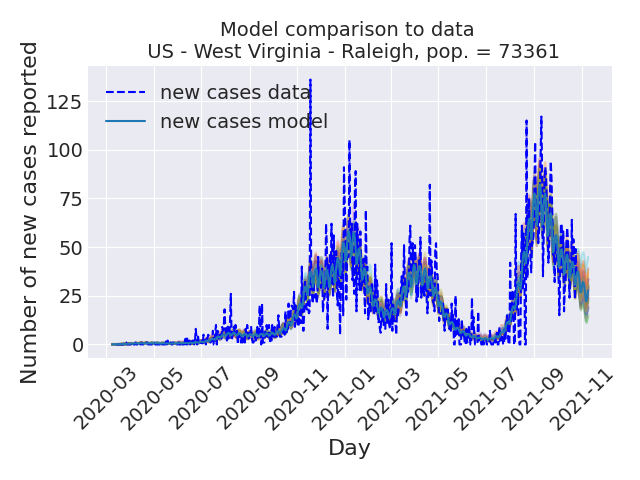 Model comparison to data
US - West Virginia - Raleigh, pop. = 73361
Number of new cases reported
125
100
75
50
25
0
new cases data
new cases model
2020-03
2020-05
2020-07
2020-09
2020-11
2021-01
2021-03
2021-05
2021-07
2021-09
2021-11
Day